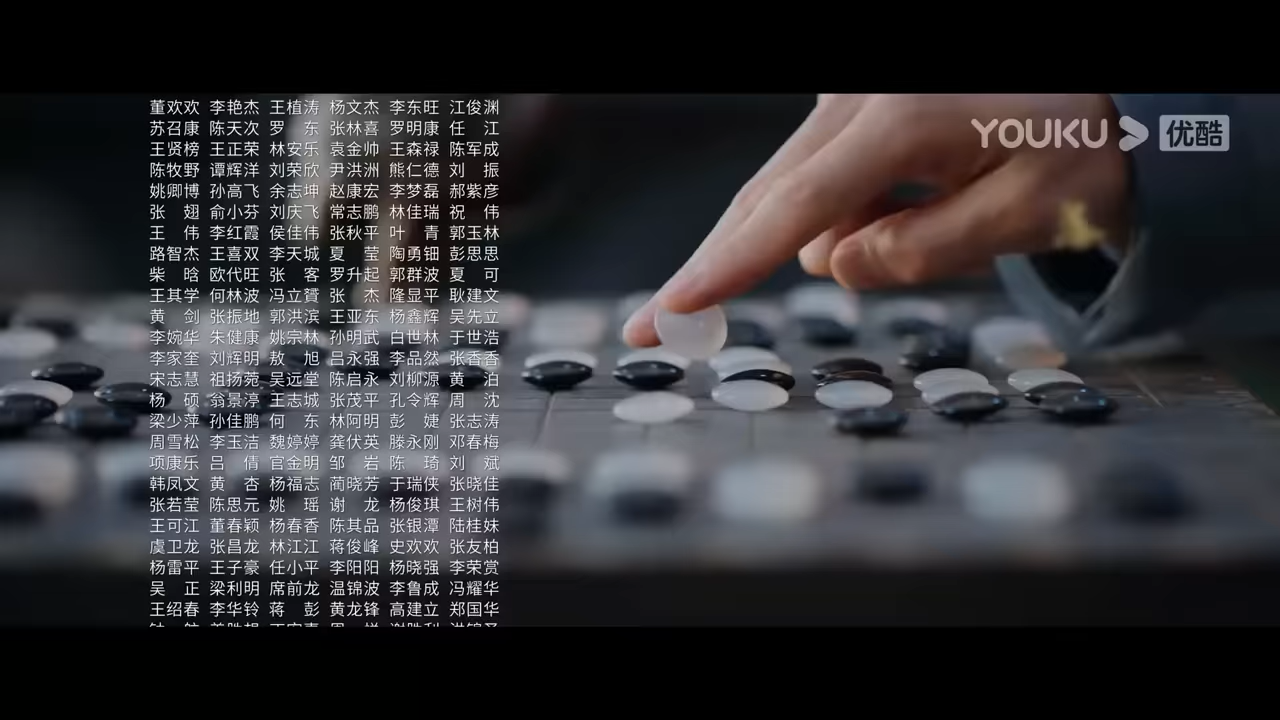 YOUKU 优酷
董欢欢 李艳杰 王植涛 杨文杰 李东旺 江俊渊
苏召康 陈天次 罗 东 张林喜 罗明康 任 江
王贤榜 王正荣 林安乐 袁金帅 王森禄 陈军成
陈牧野 谭辉洋 刘荣欣 尹洪洲 熊仁德 刘 振
姚卿博 孙高飞 余志坤 赵康宏 李梦磊 郝紫彦
张 翅 俞小芬 刘庆飞 常志鹏 林佳瑞 祝 伟
王 伟 李红霞 侯佳伟 张秋平 叶 青 郭玉林
路智杰 王喜双 李天城 夏 莹 陶勇钿 彭思思
柴 晗 欧代旺 张 客 罗升起 郭群波 夏 可
王其学 何林波 冯立贇 张 杰 隆显平 耿建文
黄 剑 张振地 郭洪滨 王亚东 杨鑫辉 吴先立
李婉华 朱健康 姚宗林 孙明武 白世林 于世浩
李家奎 刘辉明 敖 旭 吕永强 李品然 张香香
宋志慧 祖扬菀 吴远堂 陈启永 刘柳源 黄 泊
杨 硕 翁景渟 王志城 张茂平 孔令辉 周 沈
梁少萍 孙佳鹏 何 东 林阿明 彭 婕 张志涛
周雪松 李玉洁 魏婷婷 龚伏英 滕永刚 邓春梅
项康乐 吕 倩 官金明 邹 岩 陈 琦 刘 斌
韩凤文 黄 杏 杨福志 蔺晓芳 于瑞侠 张晓佳
张若莹 陈思元 姚 瑶 谢 龙 杨俊琪 王树伟
王可江 董春颖 杨春香 陈其品 张银潭 陆桂妹
虞卫龙 张昌龙 林江江 蒋俊峰 史欢欢 张友柏
杨雷平 王子豪 任小平 李阳阳 杨晓强 李荣赏
吴 正 梁利明 席前龙 温锦波 李鲁成 冯耀华
王绍春 李华铃 蒋 彭 黄龙锋 高建立 郑国华